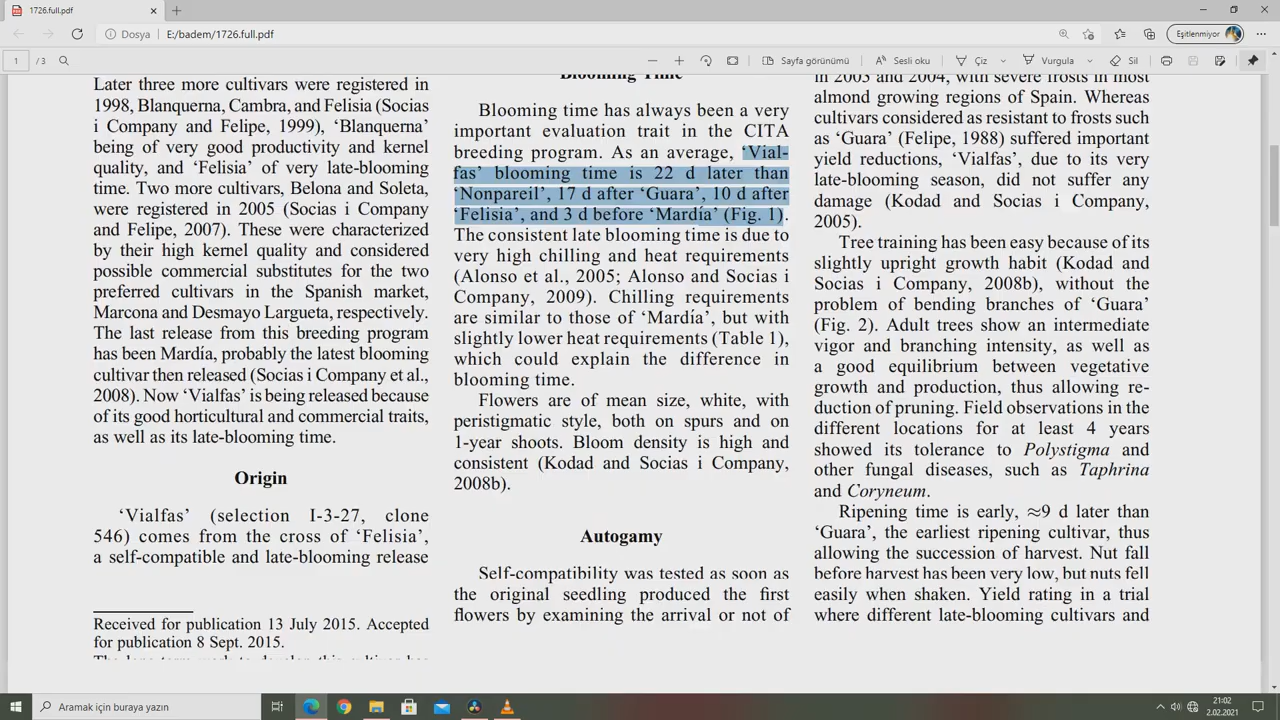 1726.full.pdf
Dosya
E:/badem/1726.full.pdf
Eşitlenmiyor
1
/ 3
Sayfa görünümü
Sesli oku
Çiz
Vurgula
Sil
Later three more cultivars were registered in
1998, Blanquerna, Cambra, and Felisia (Socias
i Company and Felipe, 1999), ‘Blanquerna’
being of very good productivity and kernel
quality, and ‘Felisia’ of very late-blooming
time. Two more cultivars, Belona and Soleta,
were registered in 2005 (Socias i Company
and Felipe, 2007). These were characterized
by their high kernel quality and considered
possible commercial substitutes for the two
preferred cultivars in the Spanish market,
Marcona and Desmayo Largueta, respectively.
The last release from this breeding program
has been Mardía, probably the latest blooming
cultivar then released (Socias i Company et al.,
2008). Now ‘Vialfas’ is being released because
of its good horticultural and commercial traits,
as well as its late-blooming time.
Origin
‘Vialfas’ (selection I-3-27, clone
546) comes from the cross of ‘Felisia’,
a self-compatible and late-blooming release
Received for publication 13 July 2015. Accepted
for publication 8 Sept. 2015.
The long-term work to develop this cultivar has
Blooming Time
Blooming time has always been a very
important evaluation trait in the CITA
breeding program. As an average, ‘Vial-
fas’ blooming time is 22 d later than
‘Nonpareil’, 17 d after ‘Guara’, 10 d after
‘Felisia’, and 3 d before ‘Mardía’ (Fig. 1).
The consistent late blooming time is due to
very high chilling and heat requirements
(Alonso et al., 2005; Alonso and Socias i
Company, 2009). Chilling requirements
are similar to those of ‘Mardía’, but with
slightly lower heat requirements (Table 1),
which could explain the difference in
blooming time.
Flowers are of mean size, white, with
peristigmatic style, both on spurs and on
1-year shoots. Bloom density is high and
consistent (Kodad and Socias i Company,
2008b).
Autogamy
Self-compatibility was tested as soon as
the original seedling produced the first
flowers by examining the arrival or not of
in 2003 and 2004, with severe frosts in most
almond growing regions of Spain. Whereas
cultivars considered as resistant to frosts such
as ‘Guara’ (Felipe, 1988) suffered important
yield reductions, ‘Vialfas’, due to its very
late-blooming season, did not suffer any
damage (Kodad and Socias i Company,
2005).
Tree training has been easy because of its
slightly upright growth habit (Kodad and
Socias i Company, 2008b), without the
problem of bending branches of ‘Guara’
(Fig. 2). Adult trees show an intermediate
vigor and branching intensity, as well as
a good equilibrium between vegetative
growth and production, thus allowing re-
duction of pruning. Field observations in the
different locations for at least 4 years
showed its tolerance to Polystigma and
other fungal diseases, such as Taphrina
and Coryneum.
Ripening time is early, ≈9 d later than
‘Guara’, the earliest ripening cultivar, thus
allowing the succession of harvest. Nut fall
before harvest has been very low, but nuts fell
easily when shaken. Yield rating in a trial
where different late-blooming cultivars and
Aramak için buraya yazın
21:02
2.02.2021